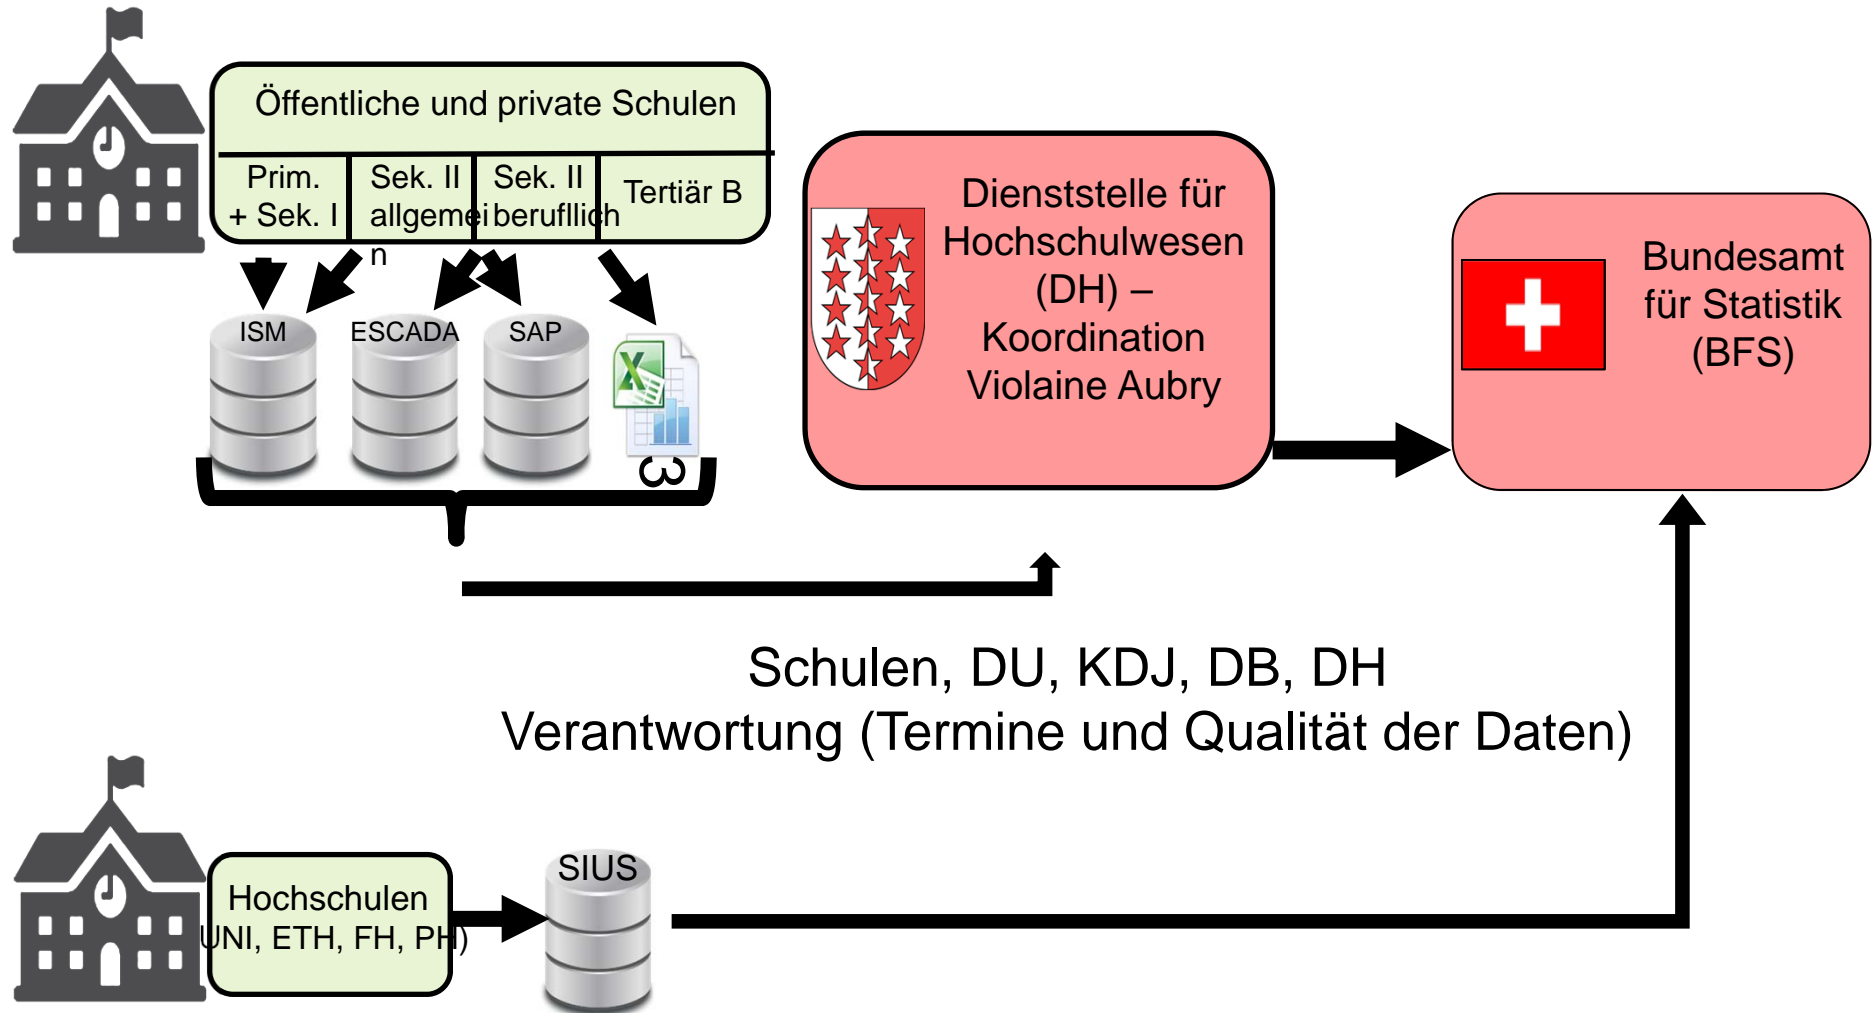 Öffentliche und private Schulen
Prim.
+ Sek. I
Sek. II
allgemei
n
Sek. II
berufllich
Tertiär B
ISM
ESCADA
SAP
3
Dienststelle für
Hochschulwesen
(DH) –
Koordination
Violaine Aubry
Bundesamt
für Statistik
(BFS)
Schulen, DU, KDJ, DB, DH
Verantwortung (Termine und Qualität der Daten)
Hochschulen
(UNI, ETH, FH, PH)
SIUS